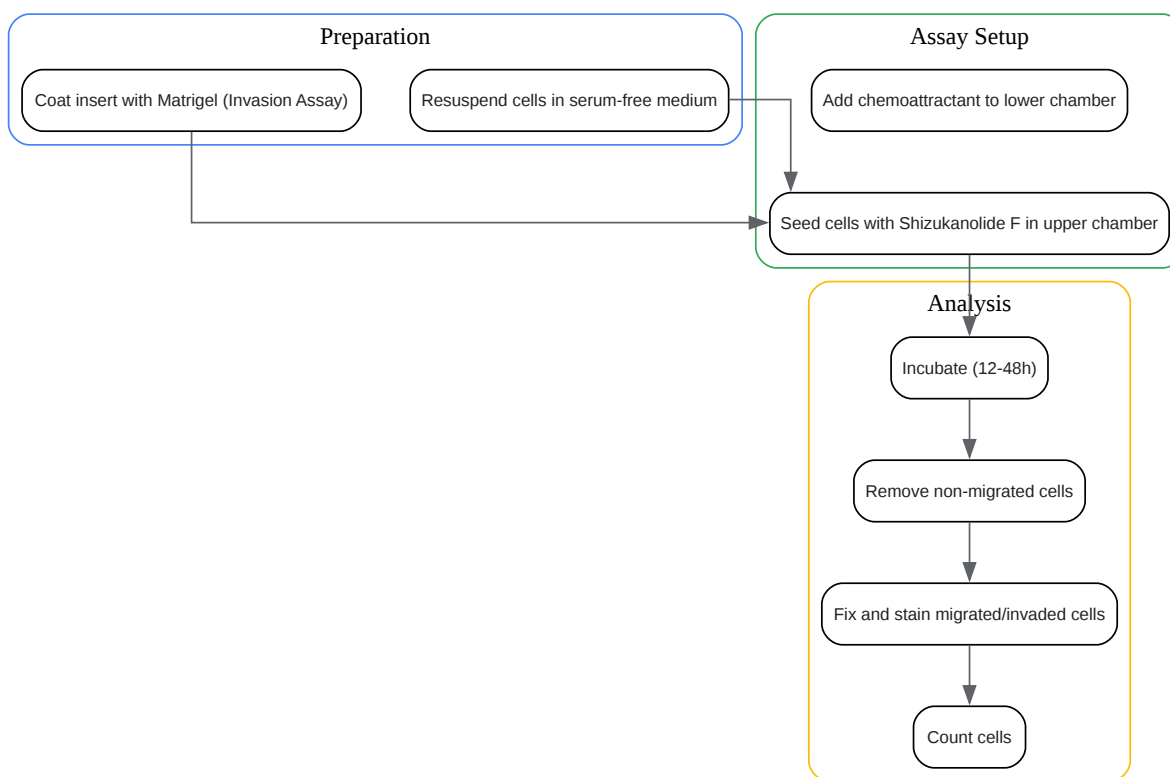 Preparation
Assay Setup
Coat insert with Matrigel (Invasion Assay)
Resuspend cells in serum-free medium
Add chemoattractant to lower chamber
Seed cells with Shizukanolide F in upper chamber
Analysis
Incubate (12-48h)
Remove non-migrated cells
Fix and stain migrated/invaded cells
Count cells